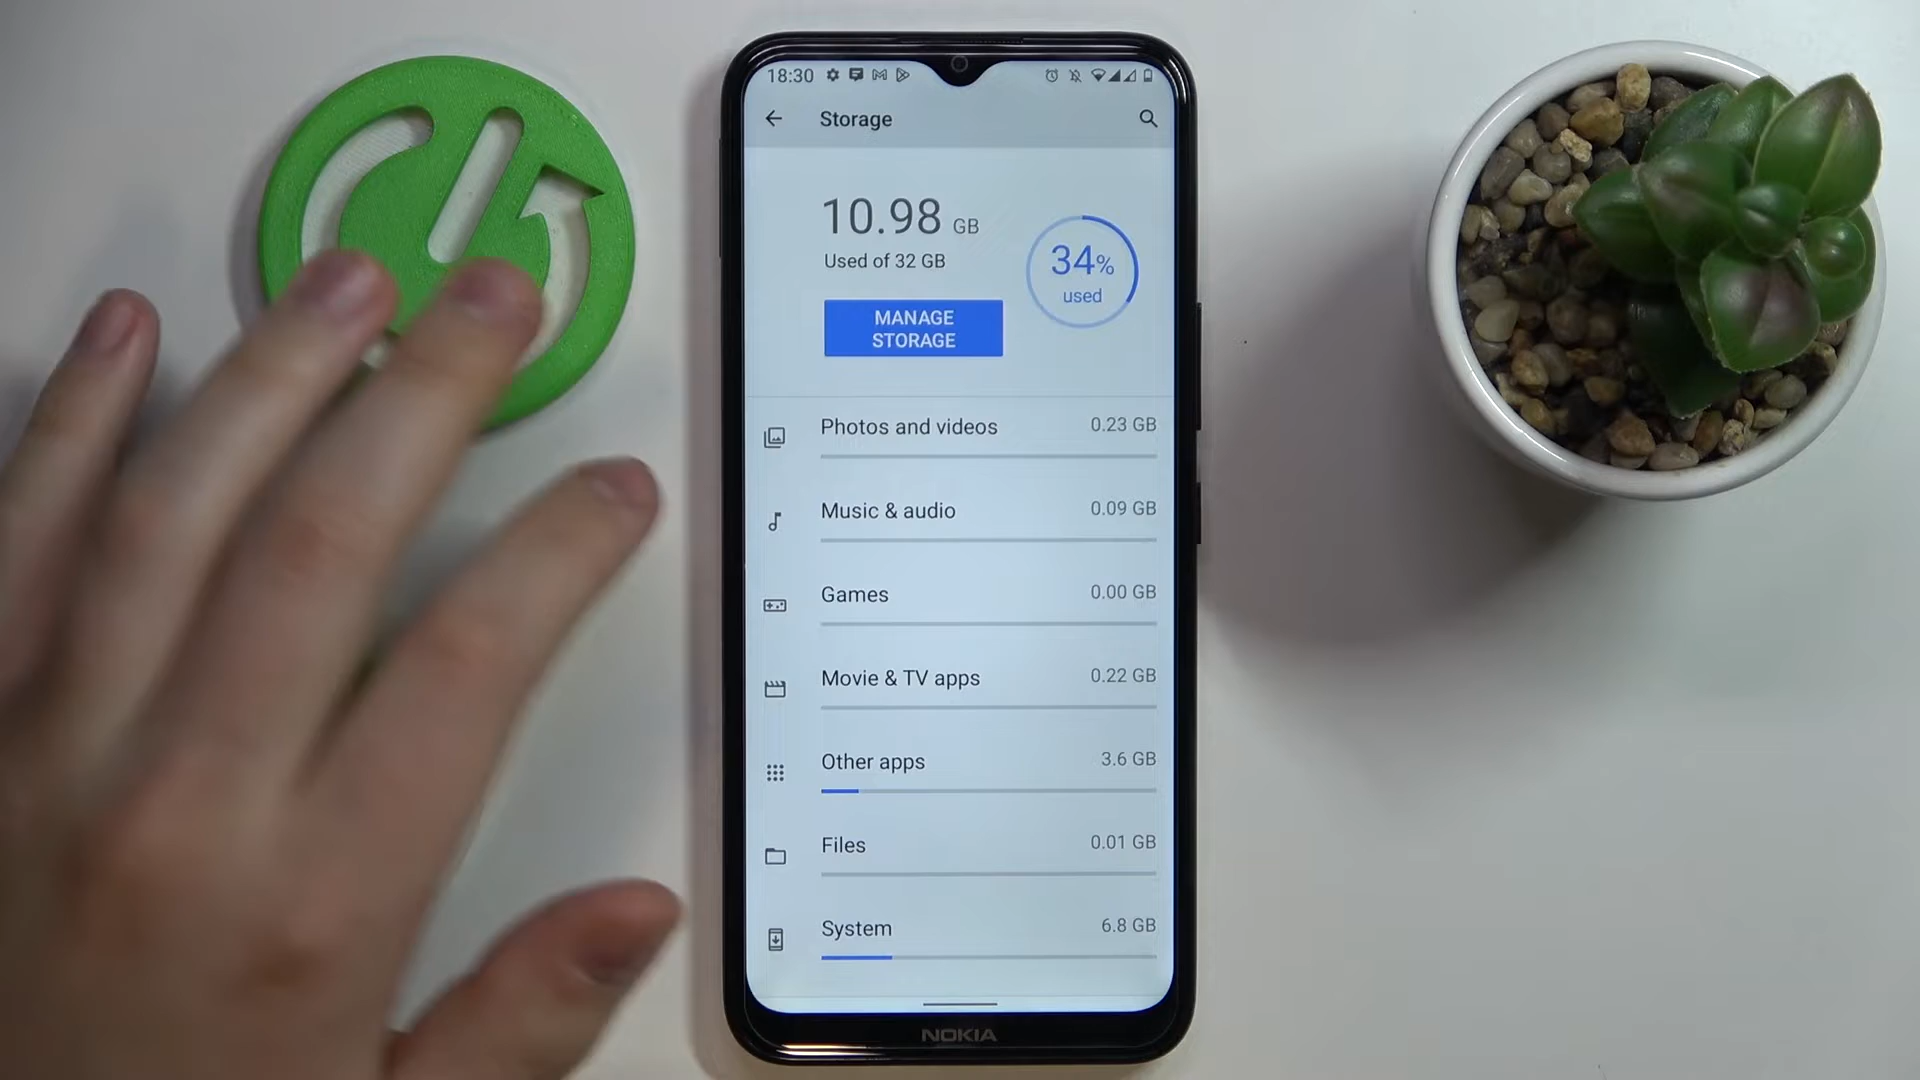 18:30
Storage
10.98 GB
Used of 32 GB
34%
used
MANAGE
STORAGE
Photos and videos 0.23 GB
Music & audio 0.09 GB
Games 0.00 GB
Movie & TV apps 0.22 GB
Other apps 3.6 GB
Files 0.01 GB
System 6.8 GB
NOKIA